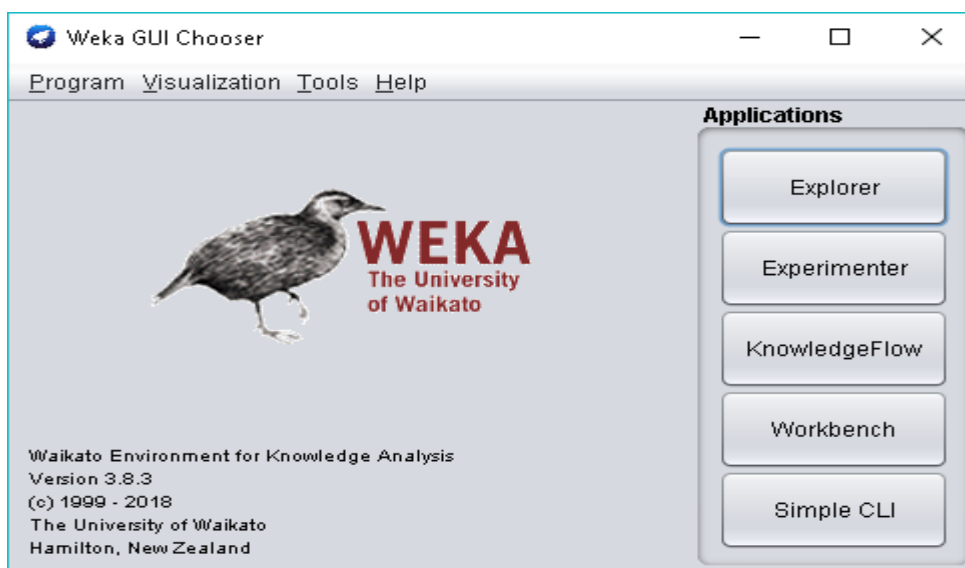 Weka GUI Chooser
Program Visualization Tools Help
Applications
Explorer
Experimenter
KnowledgeFlow
Workbench
Simple CLI
WEKA
The University
of Waikato
Waikato Environment for Knowledge Analysis
Version 3.8.3
(c) 1999 - 2018
The University of Waikato
Hamilton, New Zealand